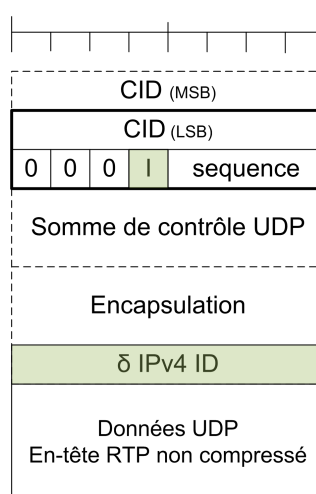 CID (MSB)
CID (LSB)
0 0 0 I sequence
Somme de contrôle UDP
Encapsulation
δ IPv4 ID
Données UDP
En-tête RTP non compressé